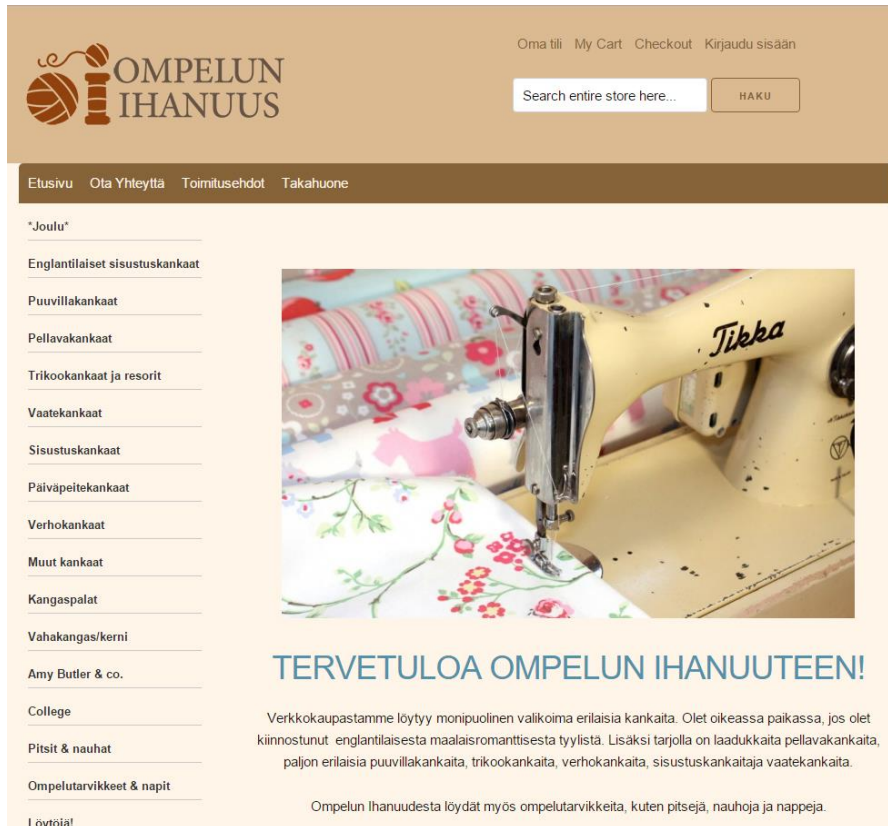 OMPELUN
IHANUUS
Oma tili My Cart Checkout Kirjaudu sisään
Search entire store here...
HAKU
Etusivu Ota Yhteyttä Toimitusehdot Takahuone
*Joulu*
Englantilaiset sisustuskankaat
Puuvillakankaat
Pellavakankaat
Trikookankaat ja resorit
Vaatekankaat
Sisustuskankaat
Päiväpeitekankaat
Verhokankaat
Muut kankaat
Kangaspalat
Vahakangas/kerni
Amy Butler & co.
College
Pitsit & nauhat
Ompelutarvikkeet & napit
Löytöjä!
Tikka
TERVETULOA OMPELUN IHANUUTEEN!
Verkkokaupastamme löytyy monipuolinen valikoima erilaisia kankaita. Olet oikeassa paikassa, jos olet
kiinnostunut englantilaisesta maalaisromanttisesta tyylistä. Lisäksi tarjolla on laadukkaita pellavakankaita,
paljon erilaisia puuvillakankaita, trikookankaita, verhokankaita, sisustuskankaitaja vaatekankaita.
Ompelun Ihanuudesta löydät myös ompelutarvikkeita, kuten pitsejä, nauhoja ja nappeja.